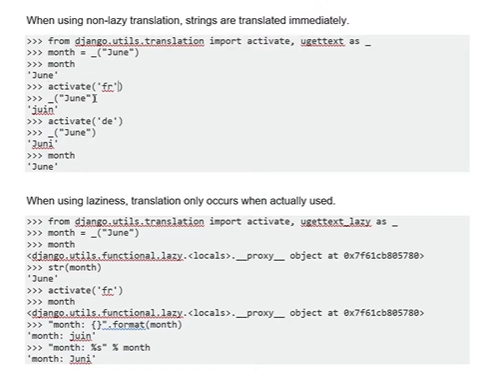 When using non-lazy translation, strings are translated immediately.
>>> from django.utils.translation import activate, ugettext as _
>>> month = _("June")
>>> month
'June'
>>> activate('fr')
>>> _("June")
'juin'
>>> activate('de')
>>> _("June")
'Juni'
>>> month
'June'
When using laziness, translation only occurs when actually used.
>>> from django.utils.translation import activate, ugettext_lazy as _
>>> month = _("June")
>>> month
<django.utils.functional.lazy.<locals>.__proxy__ object at 0x7f61cb805780>
>>> str(month)
'June'
>>> activate('fr')
>>> month
<django.utils.functional.lazy.<locals>.__proxy__ object at 0x7f61cb805780>
>>> "month: {}".format(month)
'month: juin'
>>> "month: %s" % month
'month: Juni'